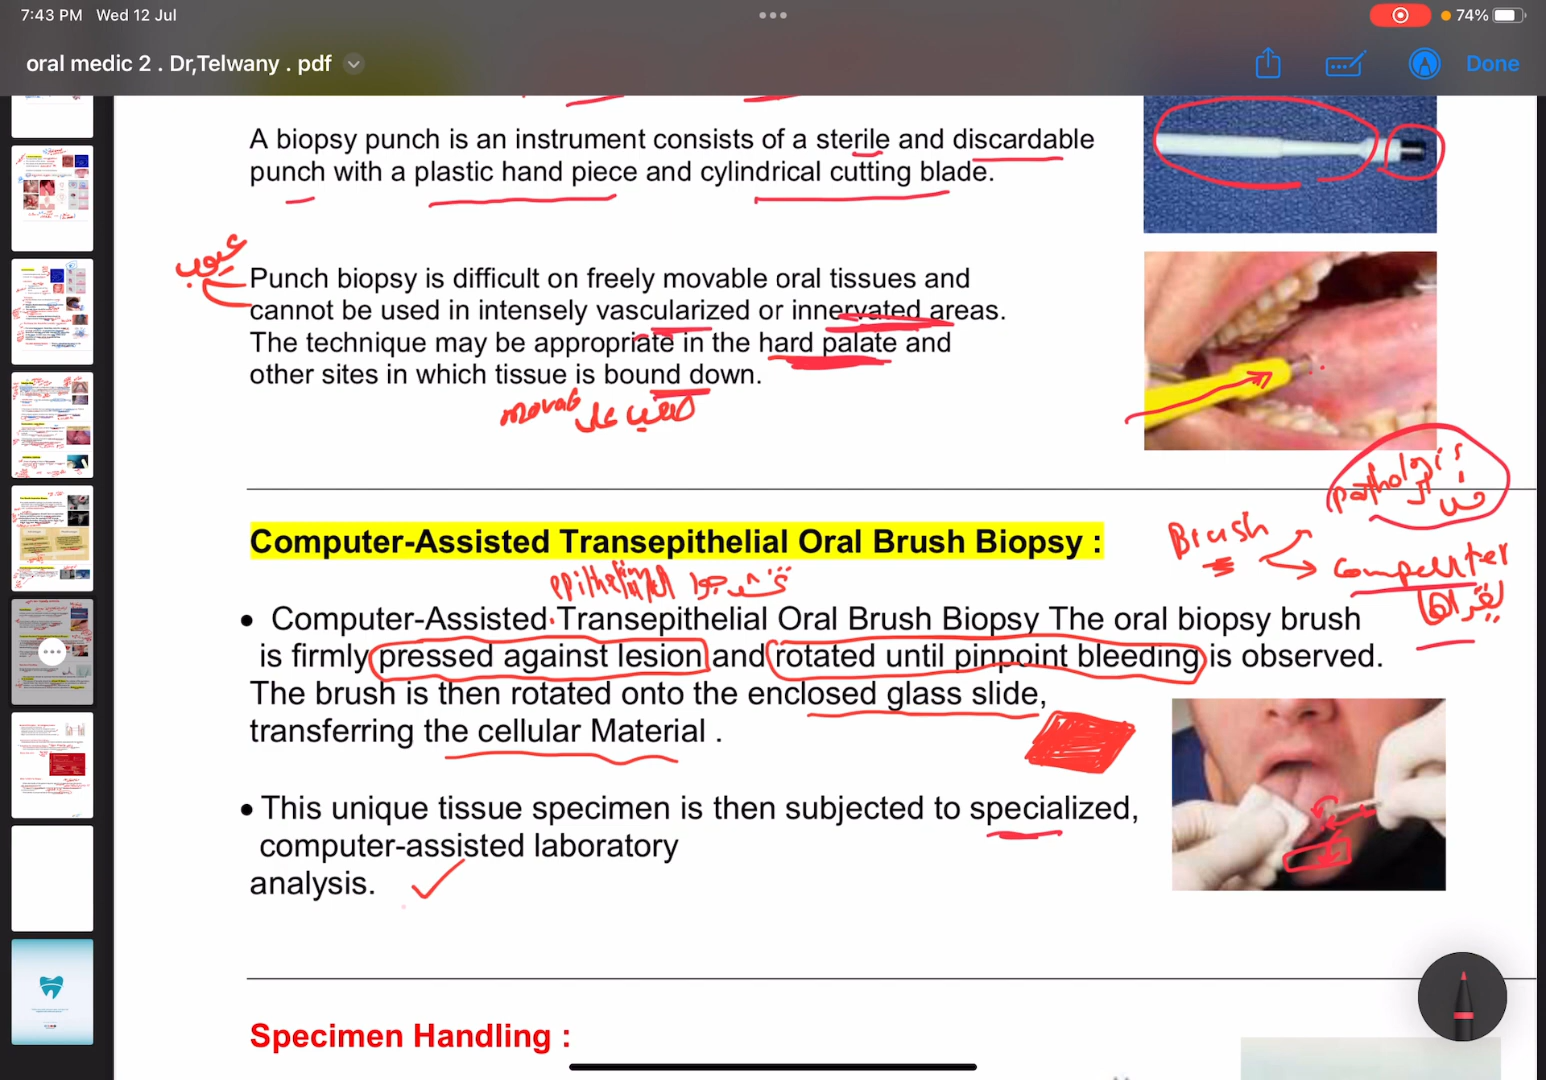 7:43 PM Wed 12 Jul
74%
oral medic 2 . Dr,Telwany . pdf
Done
A biopsy punch is an instrument consists of a sterile and discardable
punch with a plastic hand piece and cylindrical cutting blade.
عيوب
Punch biopsy is difficult on freely movable oral tissues and
cannot be used in intensely vascularized or innervated areas.
The technique may be appropriate in the hard palate and
other sites in which tissue is bound down.
movab
Brush
Computer-Assisted Transepithelial Oral Brush Biopsy :
• Computer-Assisted Transepithelial Oral Brush Biopsy The oral biopsy brush
is firmly pressed against lesion and rotated until pinpoint bleeding is observed.
The brush is then rotated onto the enclosed glass slide,
transferring the cellular Material .
• This unique tissue specimen is then subjected to specialized,
computer-assisted laboratory
analysis.
Specimen Handling :